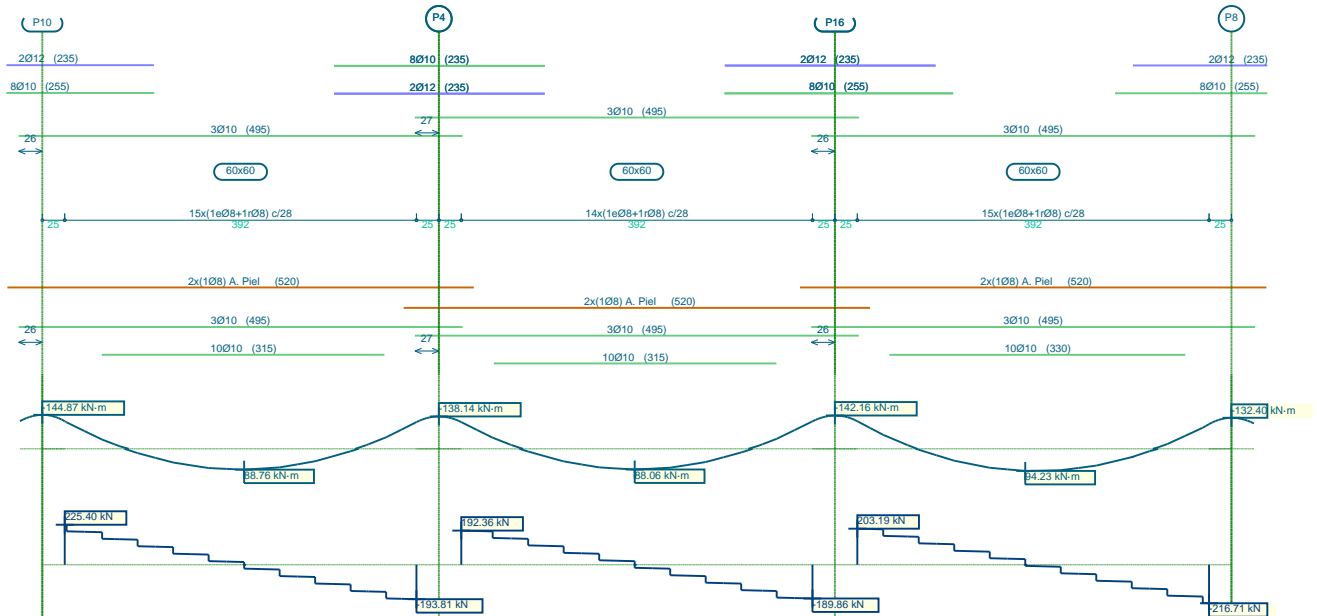 P10 P4 P16 P8
2Ø12 (235) 8Ø10 (235) 2Ø12 (235) 2Ø12 (235)
8Ø10 (255) 2Ø12 (235) 8Ø10 (255) 8Ø10 (255)
3Ø10 (495)
27
3Ø10 (495) 3Ø10 (495)
26 26
60x60 60x60 60x60
15x(1eØ8+1rØ8) c/28 14x(1eØ8+1rØ8) c/28 15x(1eØ8+1rØ8) c/28
25 392 25 25 392 25 25 392 25
2x(1Ø8) A. Piel (520) 2x(1Ø8) A. Piel (520)
2x(1Ø8) A. Piel (520)
3Ø10 (495) 3Ø10 (495)
26 3Ø10 (495) 26
27
10Ø10 (315) 10Ø10 (330)
10Ø10 (315)
-144.87 kN·m -138.14 kN·m -142.16 kN·m -132.40 kN·m
88.76 kN·m 88.06 kN·m 94.23 kN·m
225.40 kN 192.36 kN 203.19 kN
-193.81 kN -189.86 kN -216.71 kN